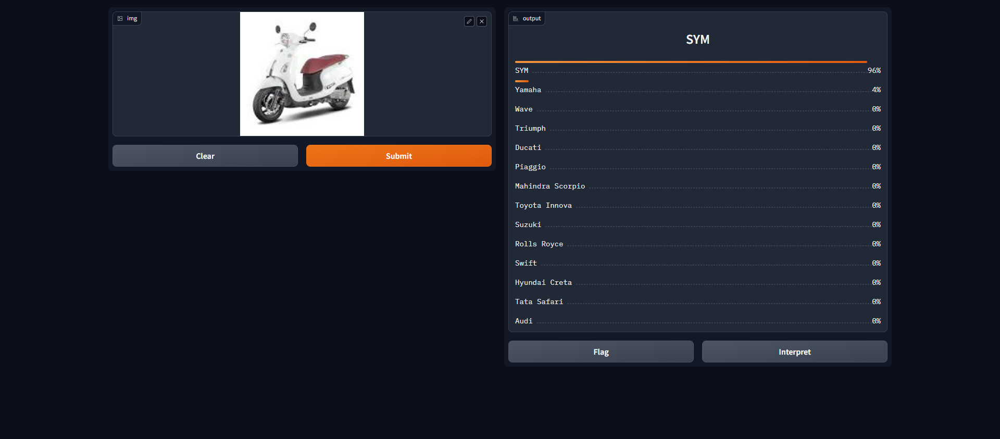 img
Clear
Submit
output
SYM
SYM 96%
Yamaha 4%
Wave 0%
Triumph 0%
Ducati 0%
Piaggio 0%
Mahindra Scorpio 0%
Toyota Innova 0%
Suzuki 0%
Rolls Royce 0%
Swift 0%
Hyundai Creta 0%
Tata Safari 0%
Audi 0%
Flag
Interpret